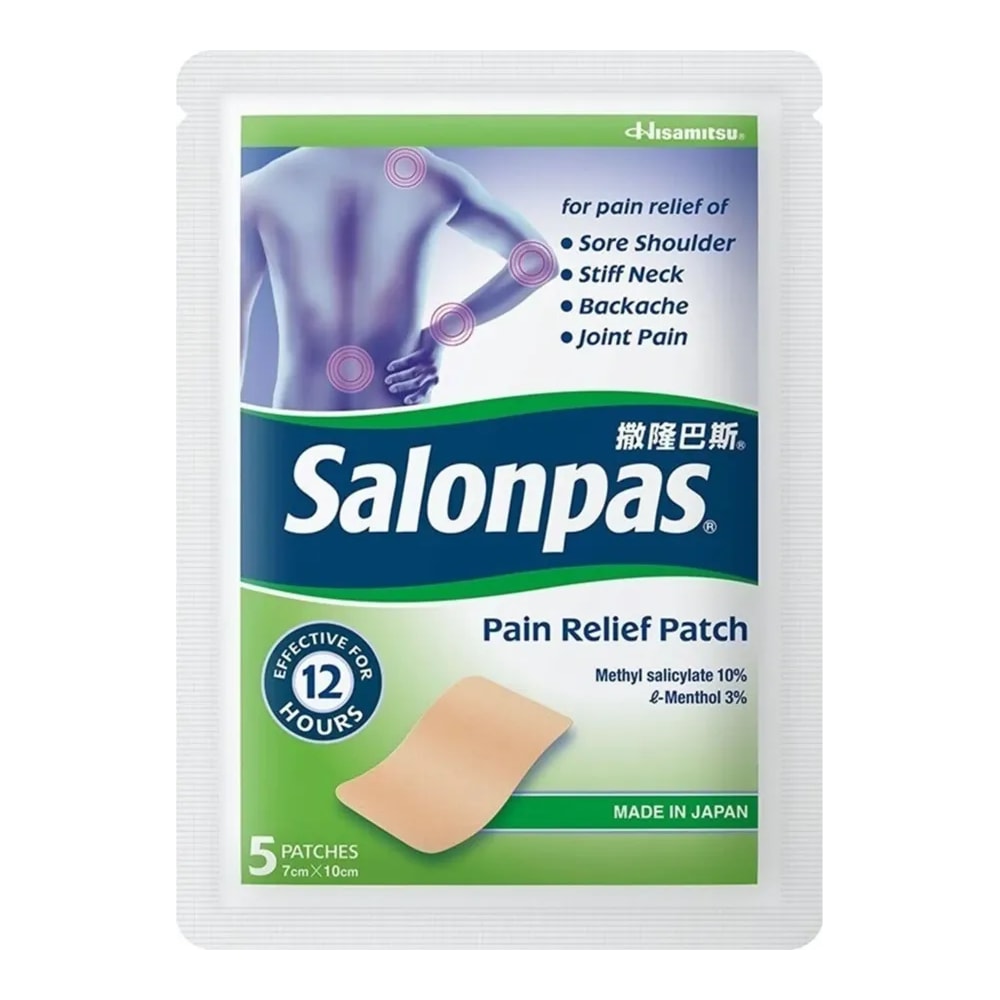 Hisamitsu®
for pain relief of
• Sore Shoulder
• Stiff Neck
• Backache
• Joint Pain
撒隆巴斯®
Salonpas®
Pain Relief Patch
Methyl salicylate 10%
ℓ-Menthol 3%
EFFECTIVE FOR
12
HOURS
MADE IN JAPAN
5 PATCHES
7cm×10cm